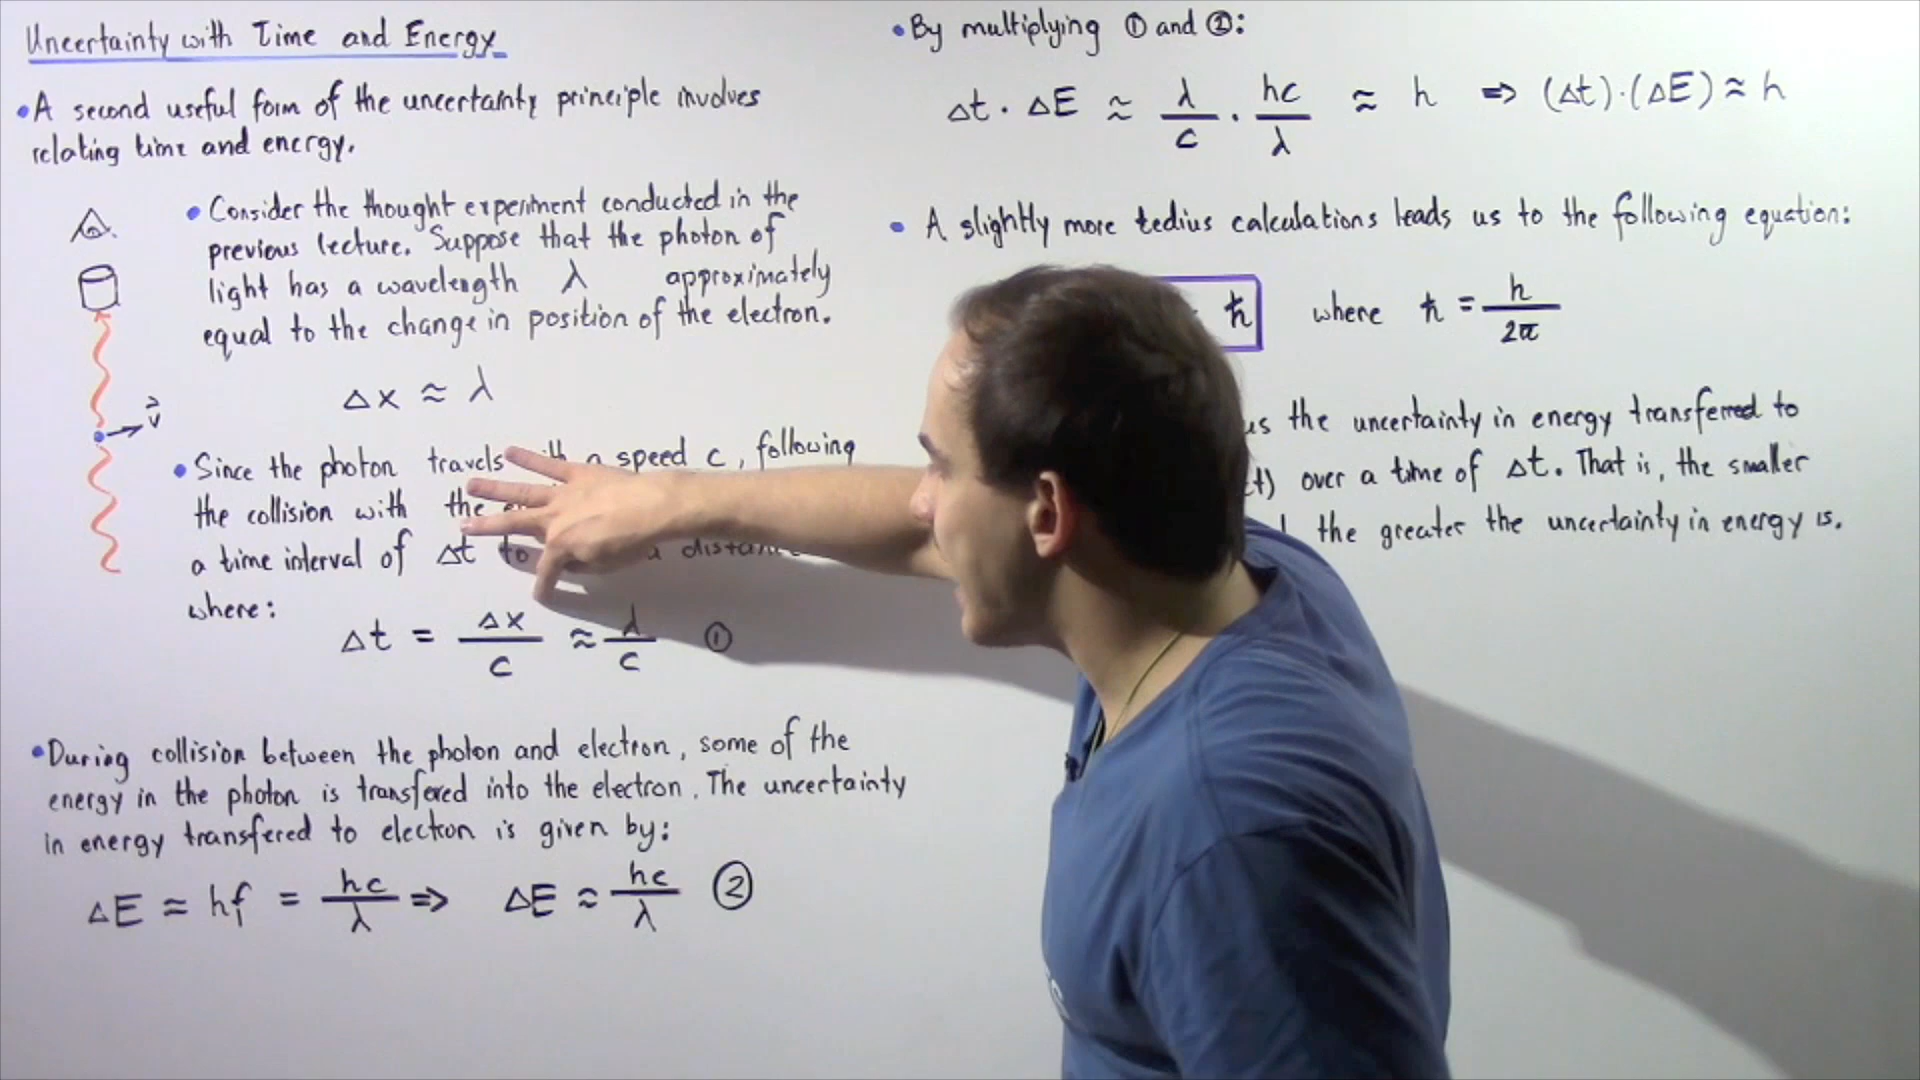 Uncertainty with Time and Energy
• A second useful form of the uncertainty principle involves
relating time and energy.
• Consider the thought experiment conducted in the
previous lecture. Suppose that the photon of
light has a wavelength λ approximately
equal to the change in position of the electron.
Δx ≈ λ
v
• Since the photon travels a speed c, following
the collision with the
a time interval of Δt to a distan
where:
Δt = Δx/c ≈ λ/c ①
• During collision between the photon and electron, some of the
energy in the photon is transfered into the electron. The uncertainty
in energy transfered to electron is given by:
ΔE ≈ hf = hc/λ ⇒ ΔE ≈ hc/λ ②
• By multiplying ① and ②:
Δt · ΔE ≈ λ/c · hc/λ ≈ h ⇒ (Δt)·(ΔE) ≈ h
• A slightly more tedius calculations leads us to the following equation:
ħ where ħ = h/2π
us the uncertainty in energy transferred to
ct) over a time of Δt. That is, the smaller
the greater the uncertainty in energy is.